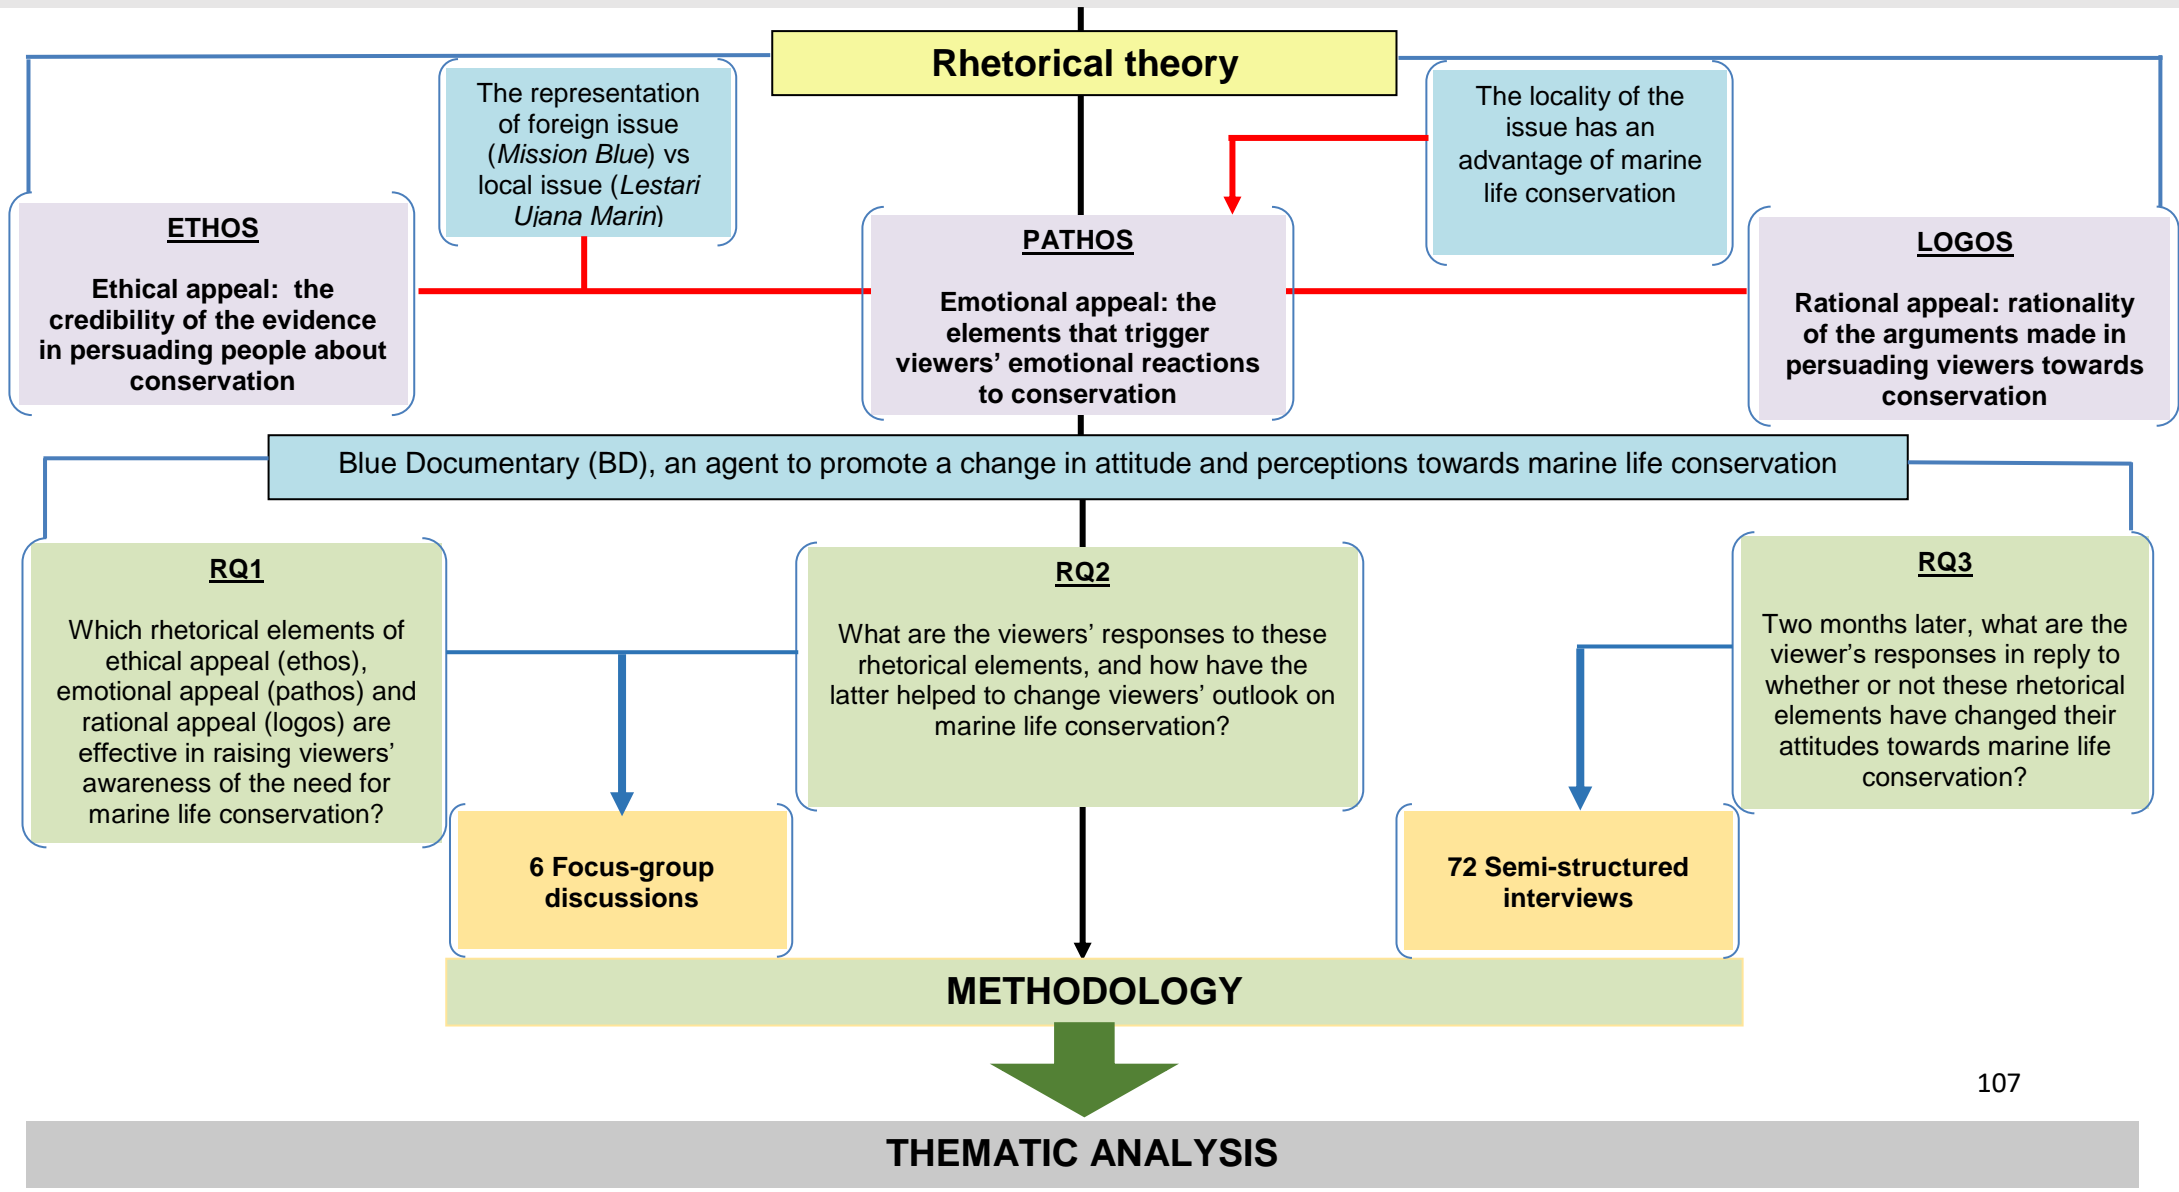 Rhetorical theory
The representation
of foreign issue
(Mission Blue) vs
local issue (Lestari
Ujana Marin)
The locality of the
issue has an
advantage of marine
life conservation
ETHOS
Ethical appeal: the
credibility of the evidence
in persuading people about
conservation
PATHOS
Emotional appeal: the
elements that trigger
viewers’ emotional reactions
to conservation
LOGOS
Rational appeal: rationality
of the arguments made in
persuading viewers towards
conservation
Blue Documentary (BD), an agent to promote a change in attitude and perceptions towards marine life conservation
RQ1
Which rhetorical elements of
ethical appeal (ethos),
emotional appeal (pathos) and
rational appeal (logos) are
effective in raising viewers’
awareness of the need for
marine life conservation?
RQ2
What are the viewers’ responses to these
rhetorical elements, and how have the
latter helped to change viewers’ outlook on
marine life conservation?
RQ3
Two months later, what are the
viewer’s responses in reply to
whether or not these rhetorical
elements have changed their
attitudes towards marine life
conservation?
6 Focus-group
discussions
72 Semi-structured
interviews
METHODOLOGY
107
THEMATIC ANALYSIS